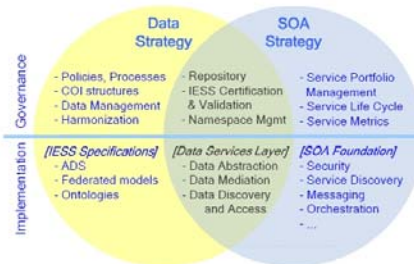 Data
Strategy
SOA
Strategy
Governance
- Policies, Processes
- COI structures
- Data Management
- Harmonization
- Repository
- IESS Certification
& Validation
- Namespace Mgmt
- Service Portfolio
Management
- Service Life Cycle
- Service Metrics
Implementation
[IESS Specifications]
- ADS
- Federated models
- Ontologies
[Data Services Layer]
- Data Abstraction
- Data Mediation
- Data Discovery
and Access
[SOA Foundation]
- Security
- Service Discovery
- Messaging
- Orchestration
- ...